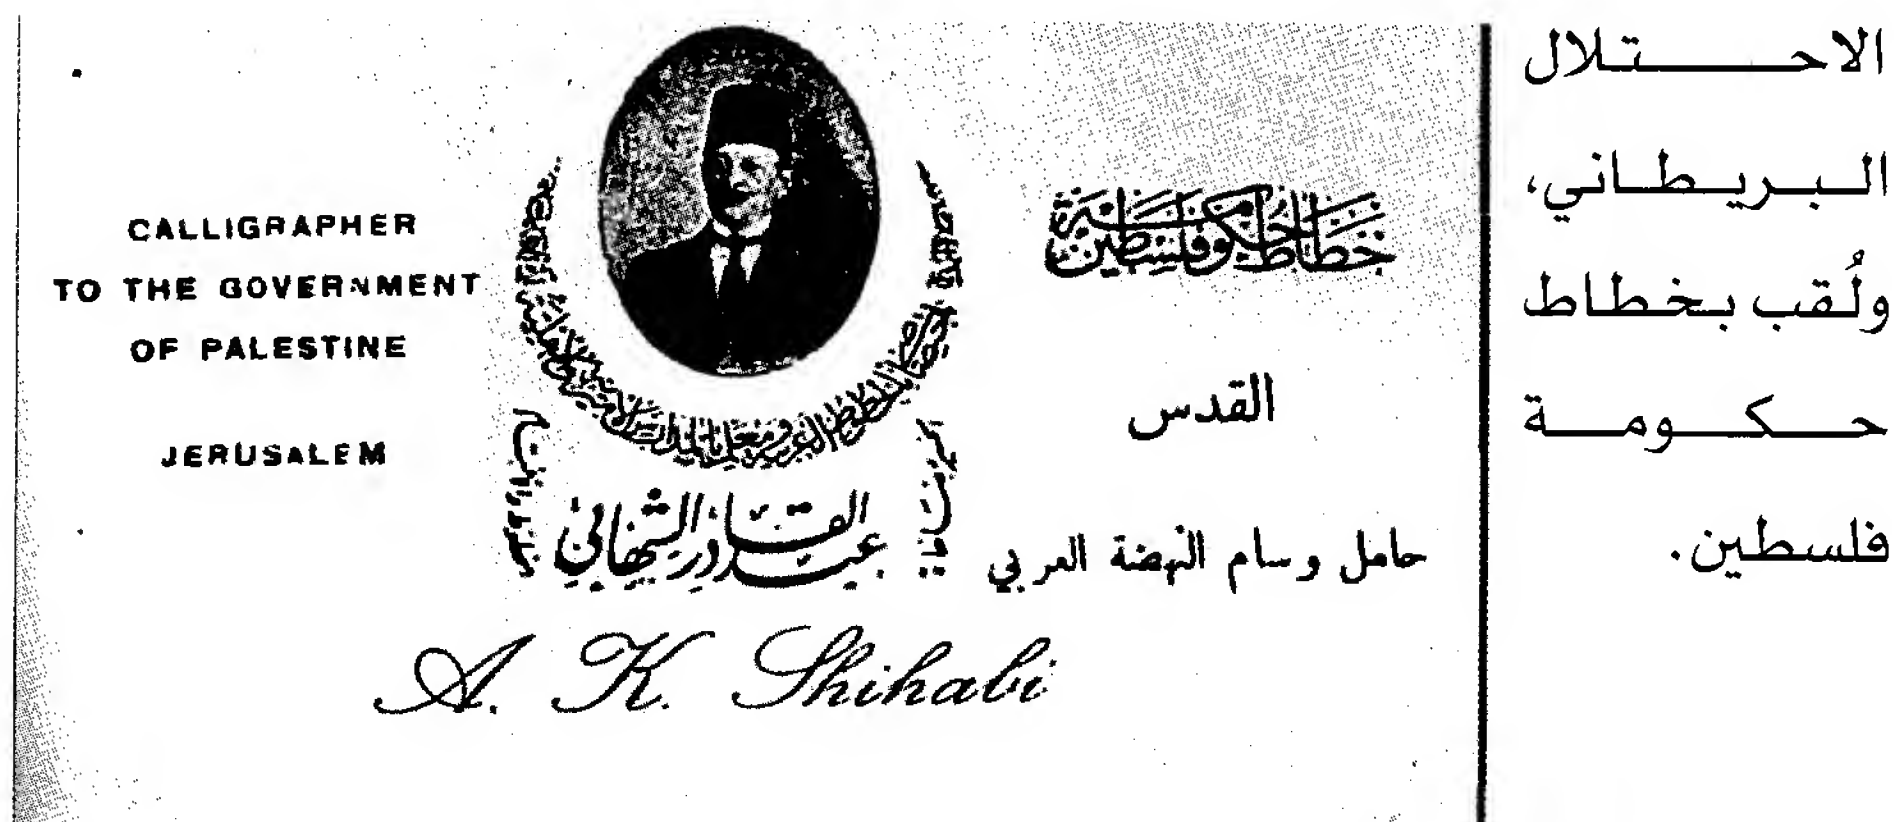 CALLIGRAPHER
TO THE GOVERNMENT
OF PALESTINE
JERUSALEM
خطاط حكومة فلسطين
القدس
حامل وسام النهضة العربي
عبد القادر الشهابي
A. K. Shihabi
الاحتلال
البريطاني،
ولُقب بخطاط
حكومة
فلسطين.